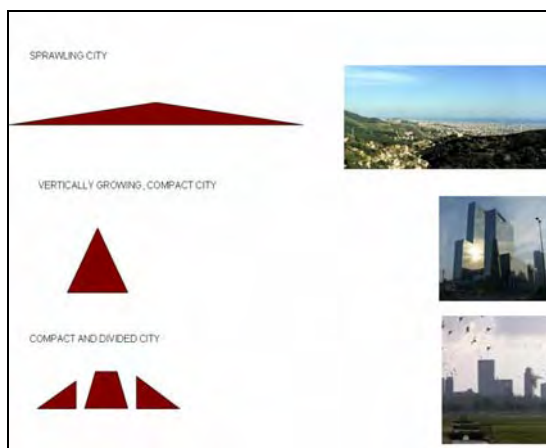 SPRAWLING CITY
VERTICALLY GROWING, COMPACT CITY
COMPACT AND DIVIDED CITY